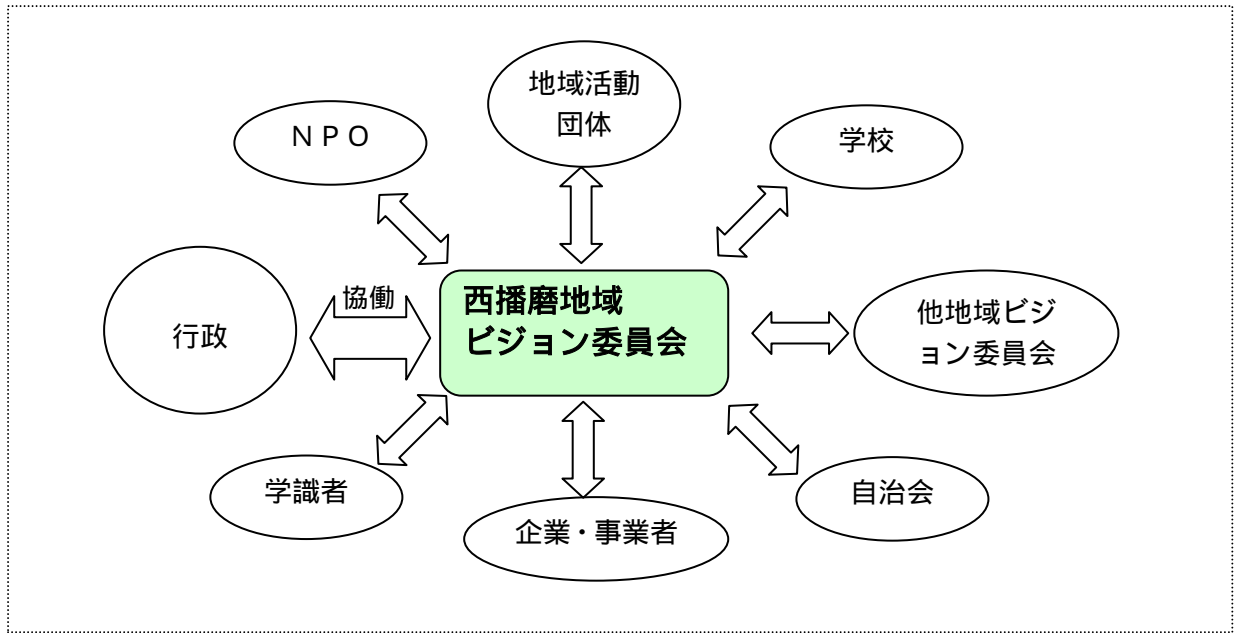 地域活動
団体
ＮＰＯ
学校
協働
西播磨地域
ビジョン委員会
行政
他地域ビジ
ョン委員会
学識者
自治会
企業・事業者